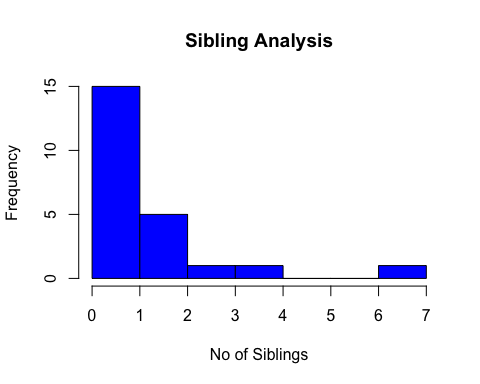 Sibling Analysis
Frequency
15
10
5
0
0 1 2 3 4 5 6 7
No of Siblings